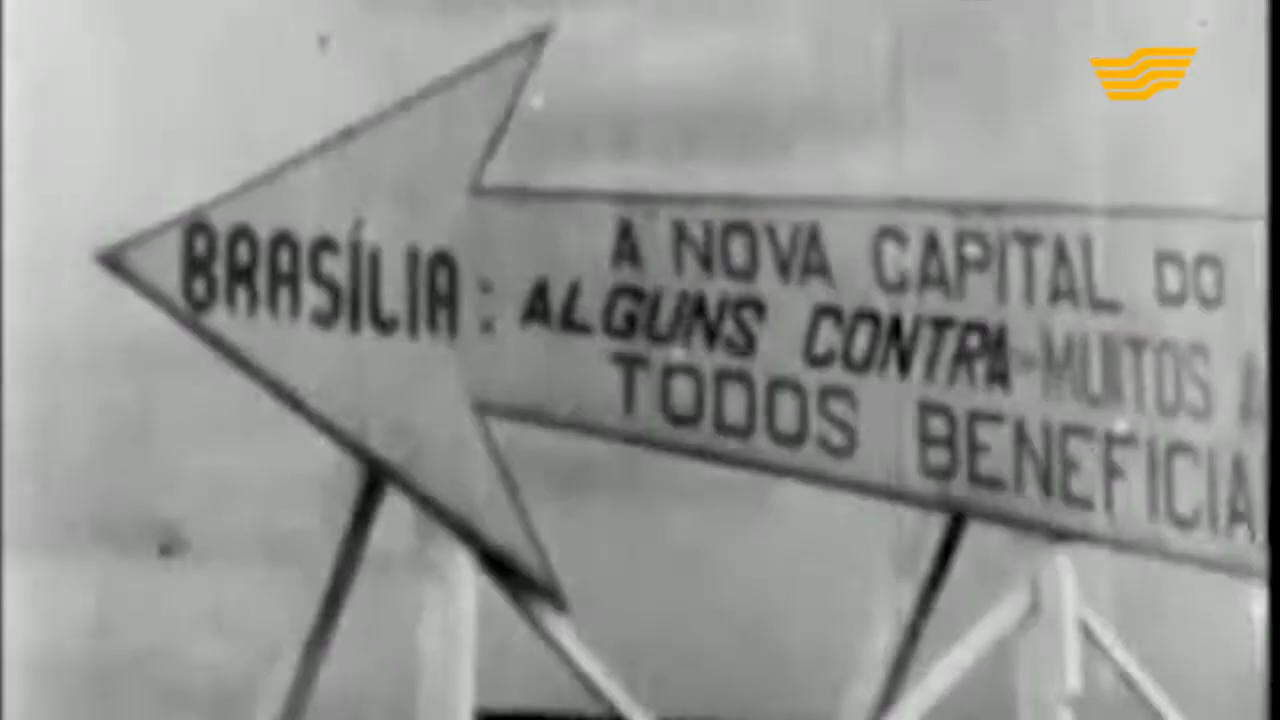 BRASÍLIA:
A NOVA CAPITAL DO
ALGUNS CONTRA-MUITOS A
TODOS BENEFICIA